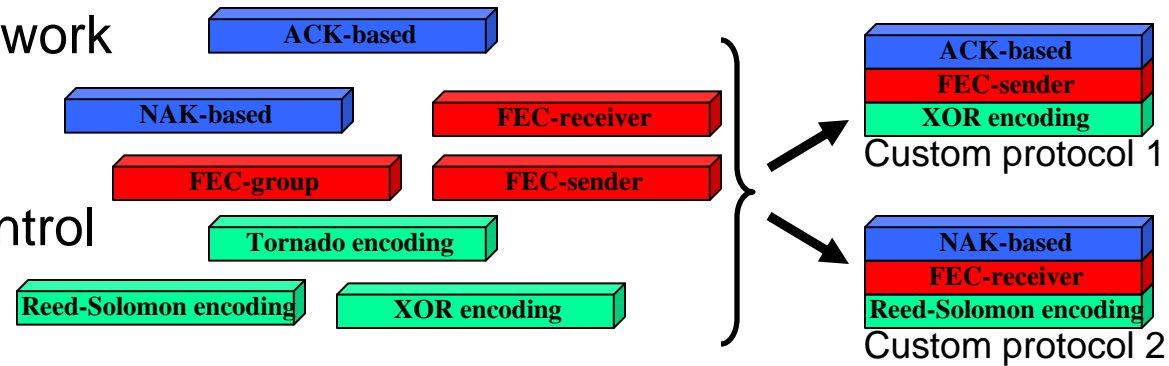 work
ACK-based
NAK-based
FEC-receiver
FEC-group
FEC-sender
ntrol
Tornado encoding
Reed-Solomon encoding
XOR encoding
ACK-based
FEC-sender
XOR encoding
Custom protocol 1
NAK-based
FEC-receiver
Reed-Solomon encoding
Custom protocol 2